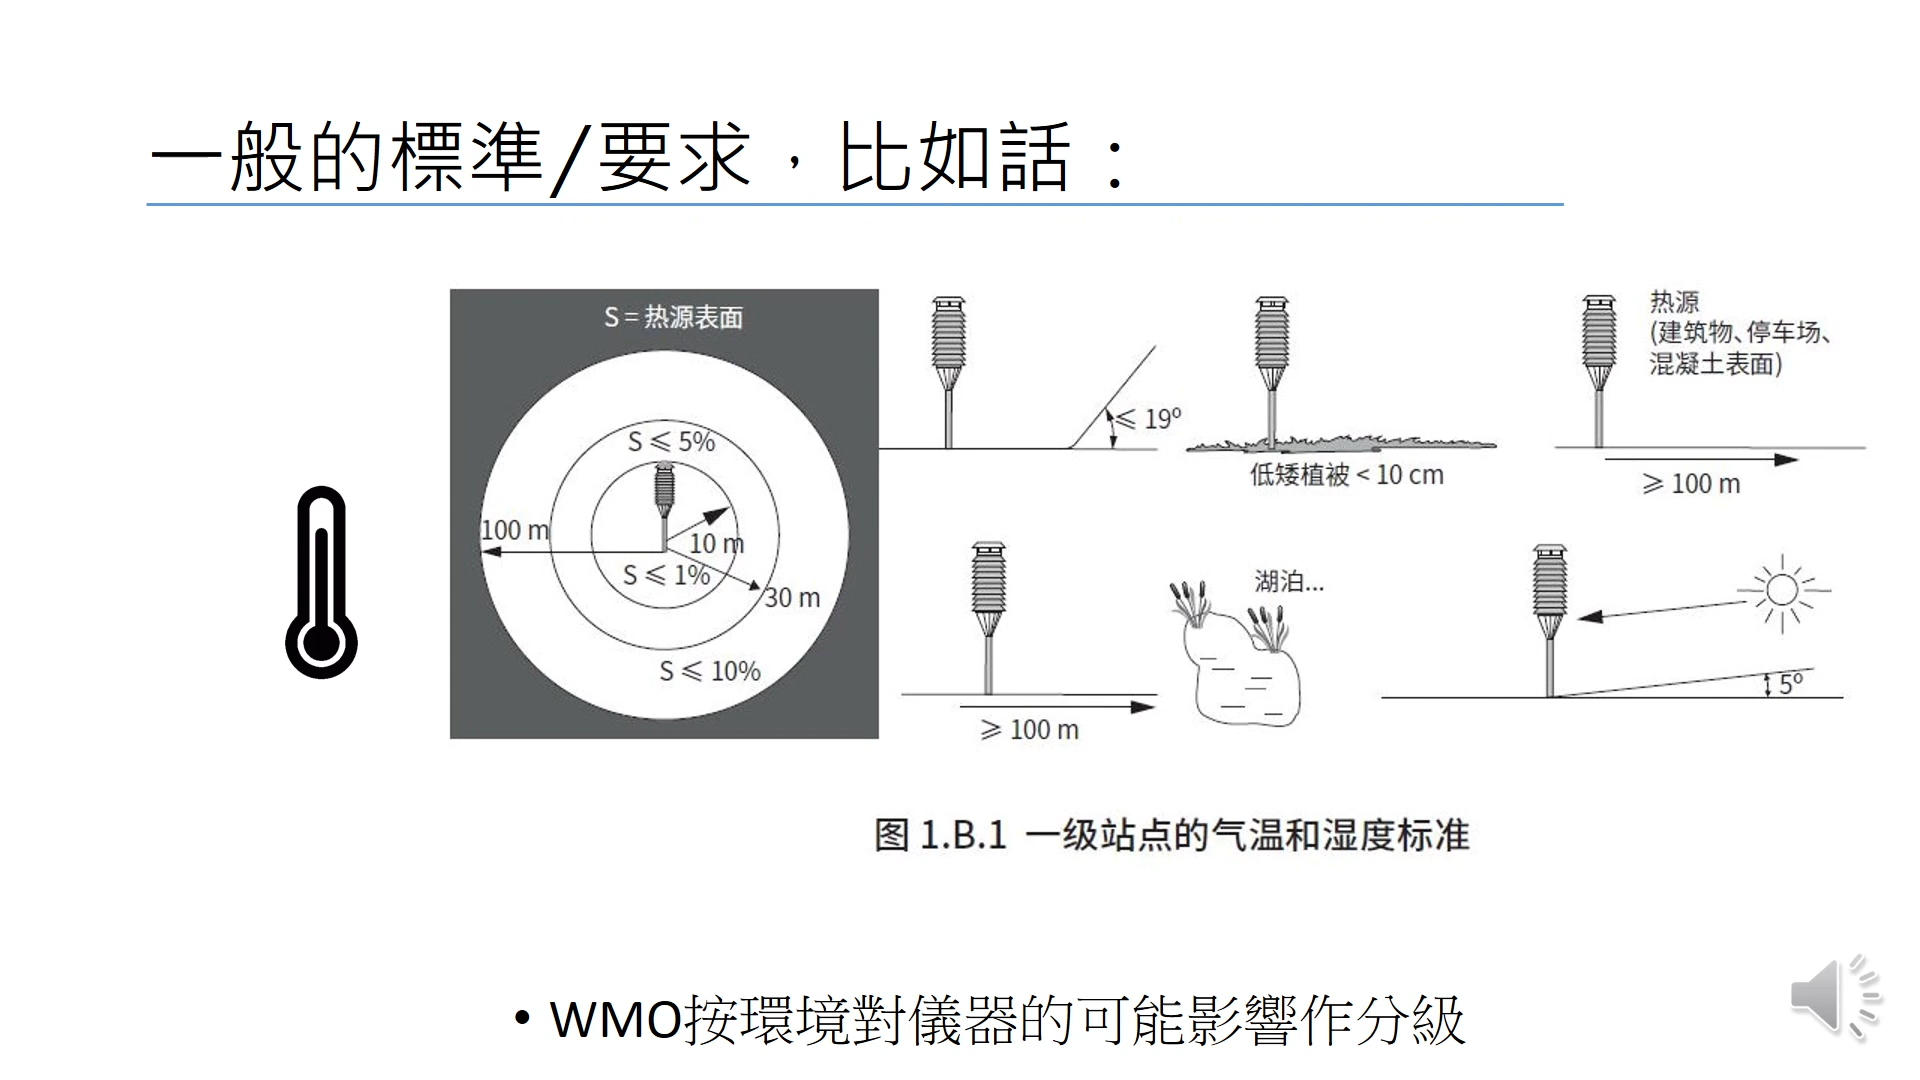 一般的標準/要求，比如話：
S = 热源表面
S ⩽ 5%
100 m
10 m
S ⩽ 1%
30 m
S ⩽ 10%
⩽ 19º
低矮植被 < 10 cm
热源
(建筑物、停车场、
混凝土表面)
⩾ 100 m
湖泊...
⩾ 100 m
5º
图 1.B.1 一级站点的气温和湿度标准
• WMO按環境對儀器的可能影響作分級